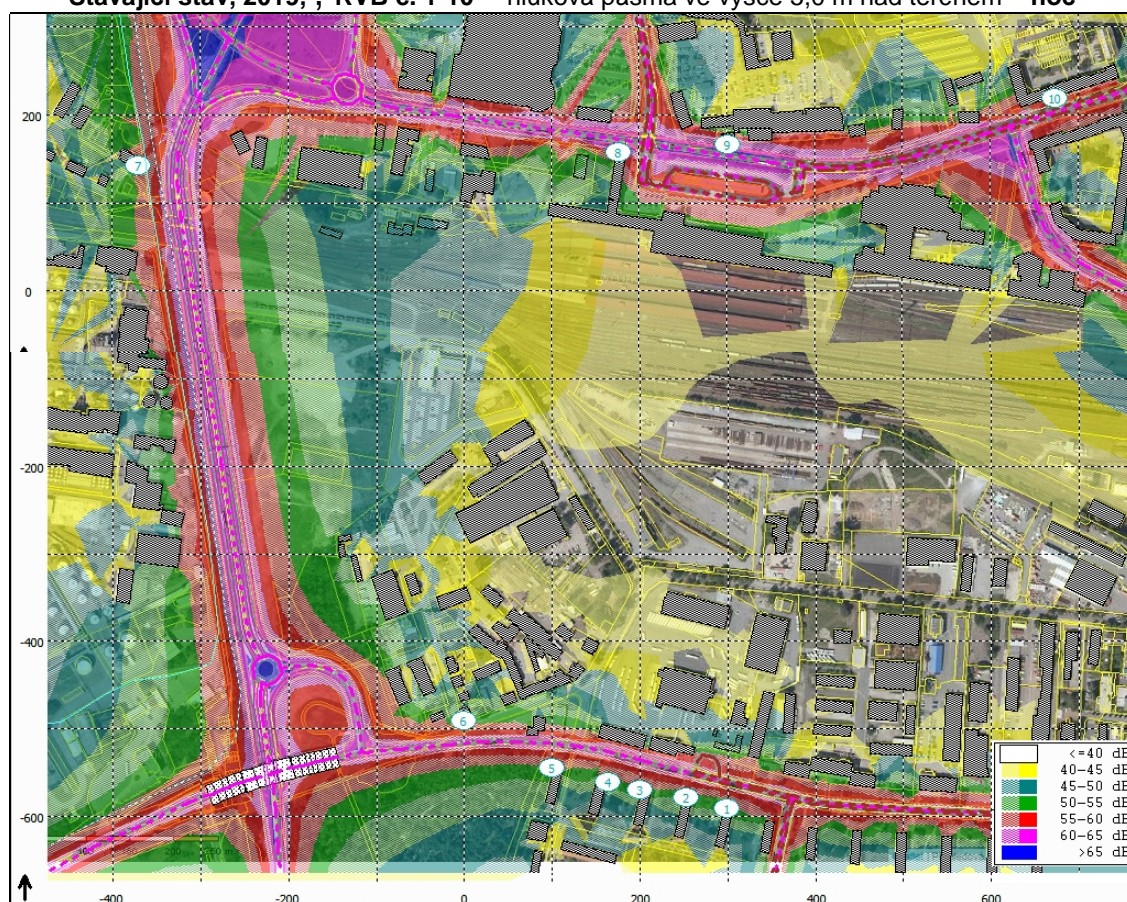 Stávající stav, 2019, , RVB č. 1-10 – hluková pásma ve výšce 3,0 m nad terénem – noc
10
200
9
8
7
0
-200
-400
6
5
4
3
2
1
<=40 dB
40-45 dB
45-50 dB
50-55 dB
55-60 dB
60-65 dB
>65 dB
-600
-400
-200
0
200
400
600